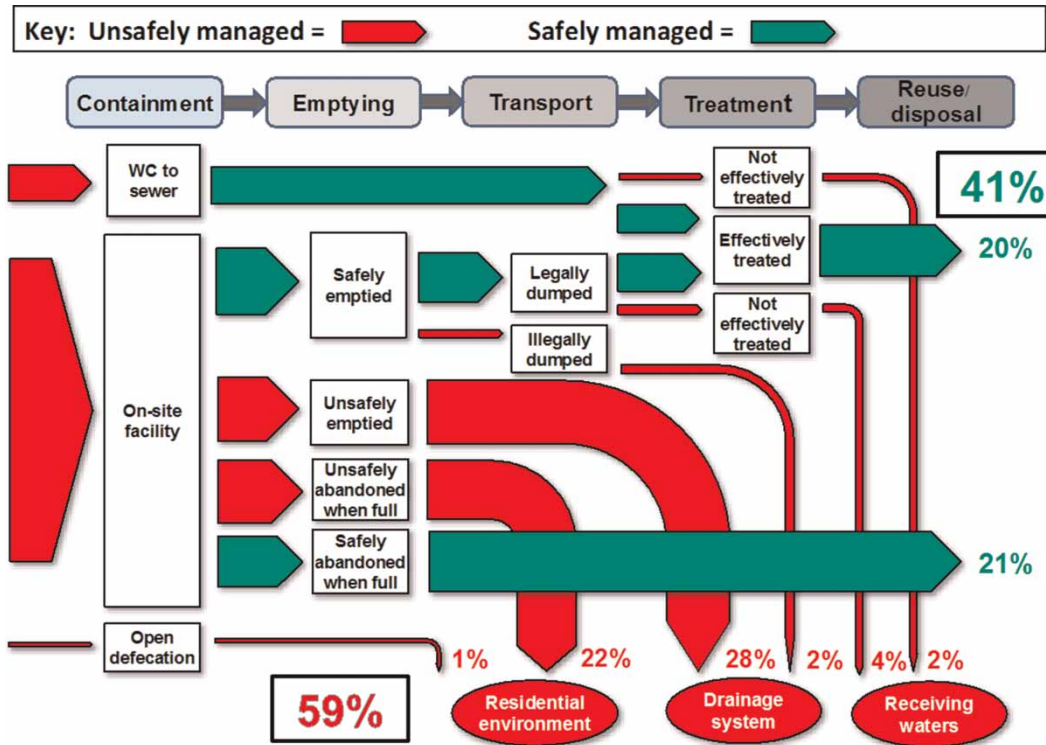 Key: Unsafely managed =
Safely managed =
Containment
Emptying
Transport
Treatment
Reuse/
disposal
WC to
sewer
Not
effectively
treated
41%
Effectively
treated
20%
Safely
emptied
Legally
dumped
Not
effectively
treated
Illegally
dumped
On-site
facility
Unsafely
emptied
Unsafely
abandoned
when full
Safely
abandoned
when full
21%
Open
defecation
1%
22%
28%
2%
4%
2%
59%
Residential
environment
Drainage
system
Receiving
waters